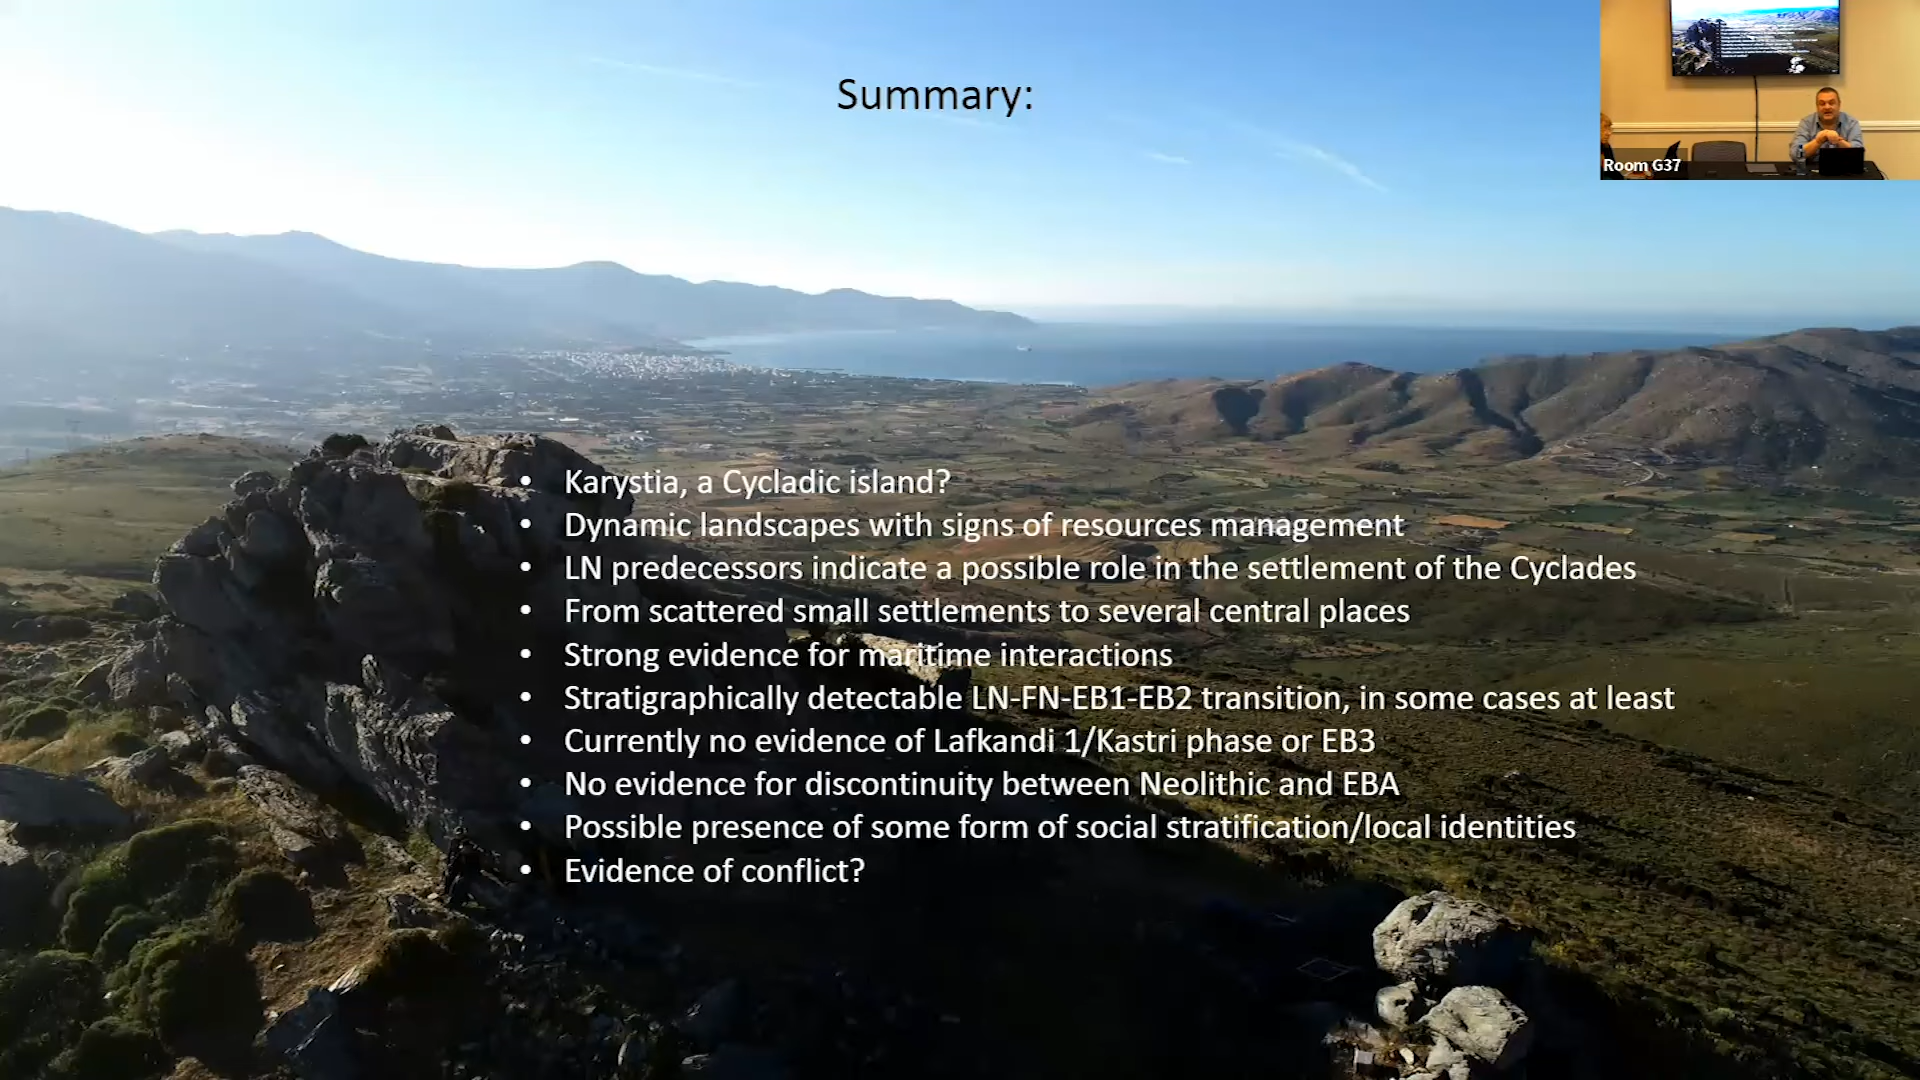 Summary:
Room G37
• Karystia, a Cycladic island?
• Dynamic landscapes with signs of resources management
• LN predecessors indicate a possible role in the settlement of the Cyclades
• From scattered small settlements to several central places
• Strong evidence for maritime interactions
• Stratigraphically detectable LN-FN-EB1-EB2 transition, in some cases at least
• Currently no evidence of Lafkandi 1/Kastri phase or EB3
• No evidence for discontinuity between Neolithic and EBA
• Possible presence of some form of social stratification/local identities
• Evidence of conflict?